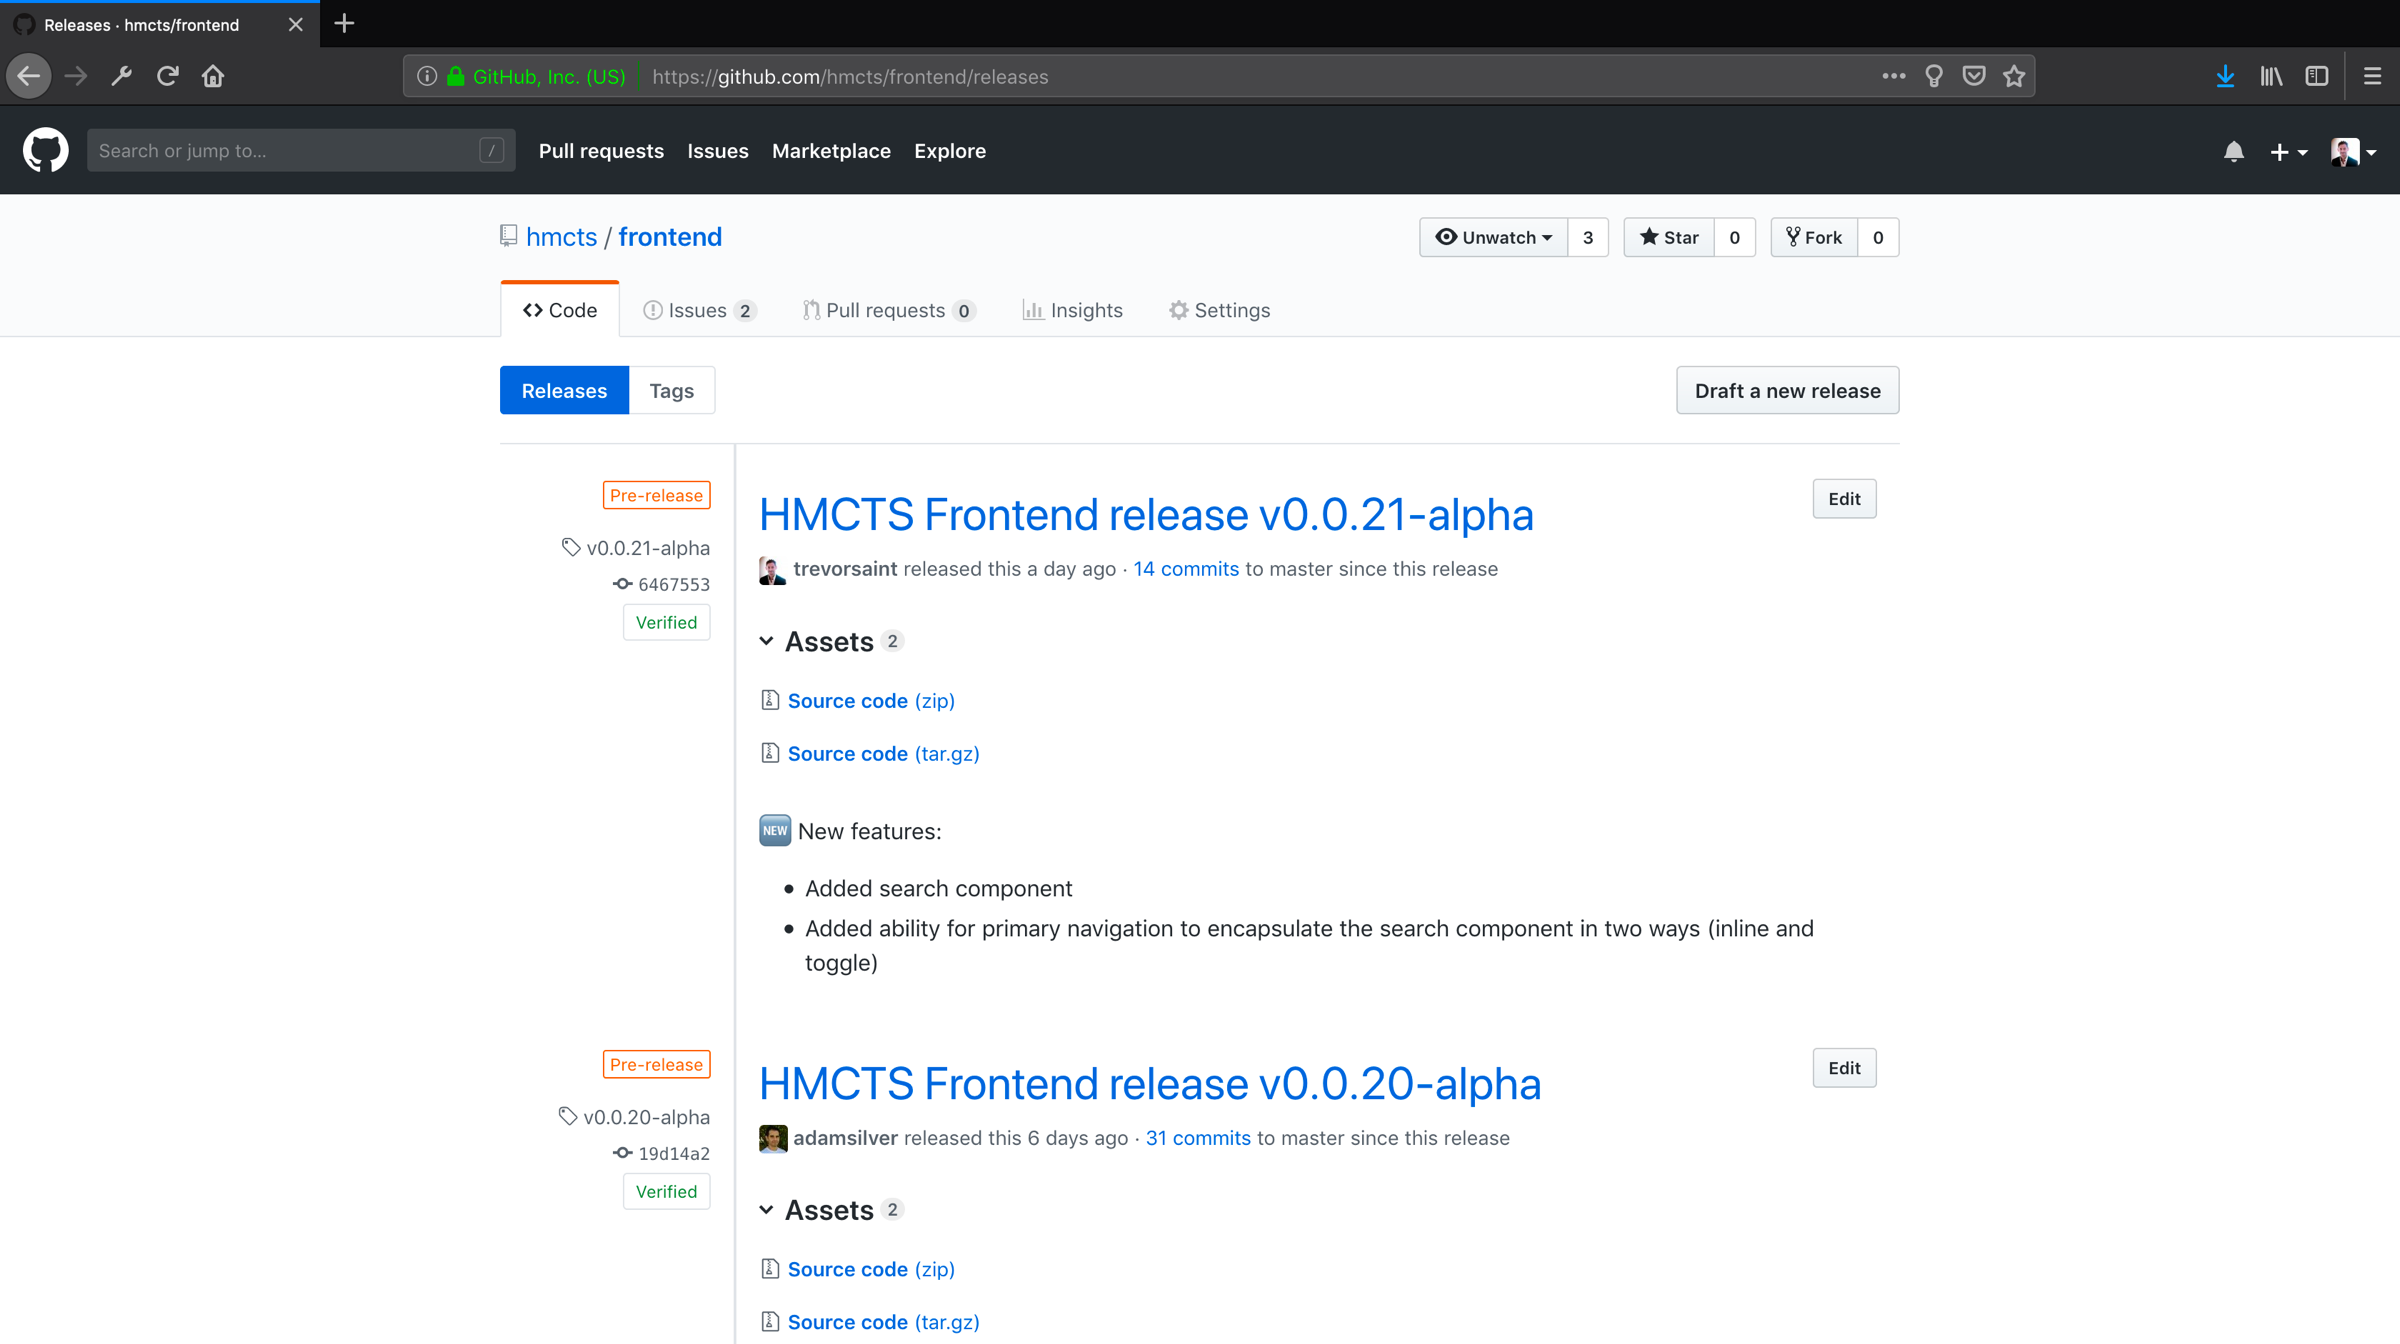 Releases · hmcts/frontend
GitHub, Inc. (US) https://github.com/hmcts/frontend/releases
Search or jump to... / Pull requests Issues Marketplace Explore
hmcts / frontend
Unwatch 3 Star 0 Fork 0
Code Issues 2 Pull requests 0 Insights Settings
Releases Tags
Draft a new release
Pre-release
v0.0.21-alpha
6467553
Verified
HMCTS Frontend release v0.0.21-alpha
Edit
trevorsaint released this a day ago · 14 commits to master since this release
Assets 2
Source code (zip)
Source code (tar.gz)
NEW New features:
• Added search component
• Added ability for primary navigation to encapsulate the search component in two ways (inline and
toggle)
Pre-release
v0.0.20-alpha
19d14a2
Verified
HMCTS Frontend release v0.0.20-alpha
Edit
adamsilver released this 6 days ago · 31 commits to master since this release
Assets 2
Source code (zip)
Source code (tar.gz)